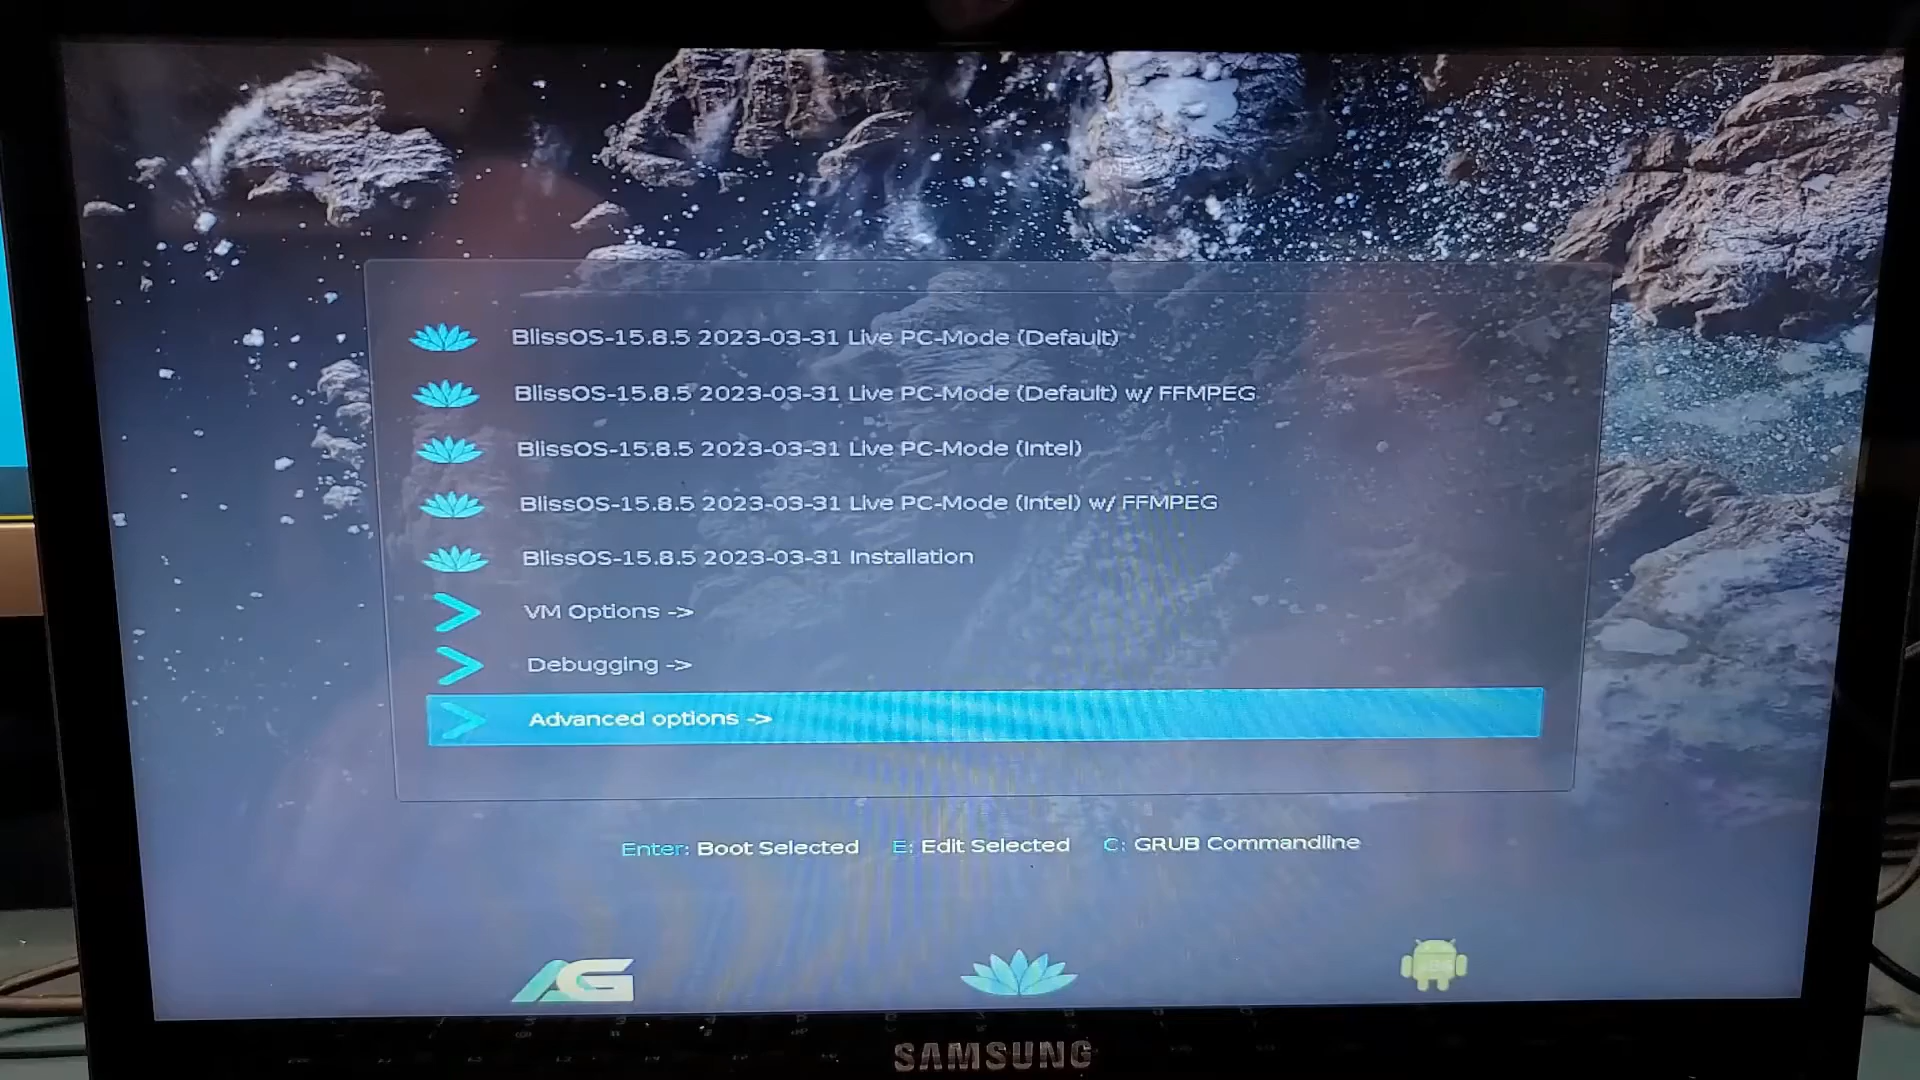 BlissOS-15.8.5 2023-03-31 Live PC-Mode (Default)
BlissOS-15.8.5 2023-03-31 Live PC-Mode (Default) w/ FFMPEG
BlissOS-15.8.5 2023-03-31 Live PC-Mode (Intel)
BlissOS-15.8.5 2023-03-31 Live PC-Mode (Intel) w/ FFMPEG
BlissOS-15.8.5 2023-03-31 Installation
VM Options ->
Debugging ->
Advanced options ->
Enter: Boot Selected E: Edit Selected C: GRUB Commandline
AG
SAMSUNG